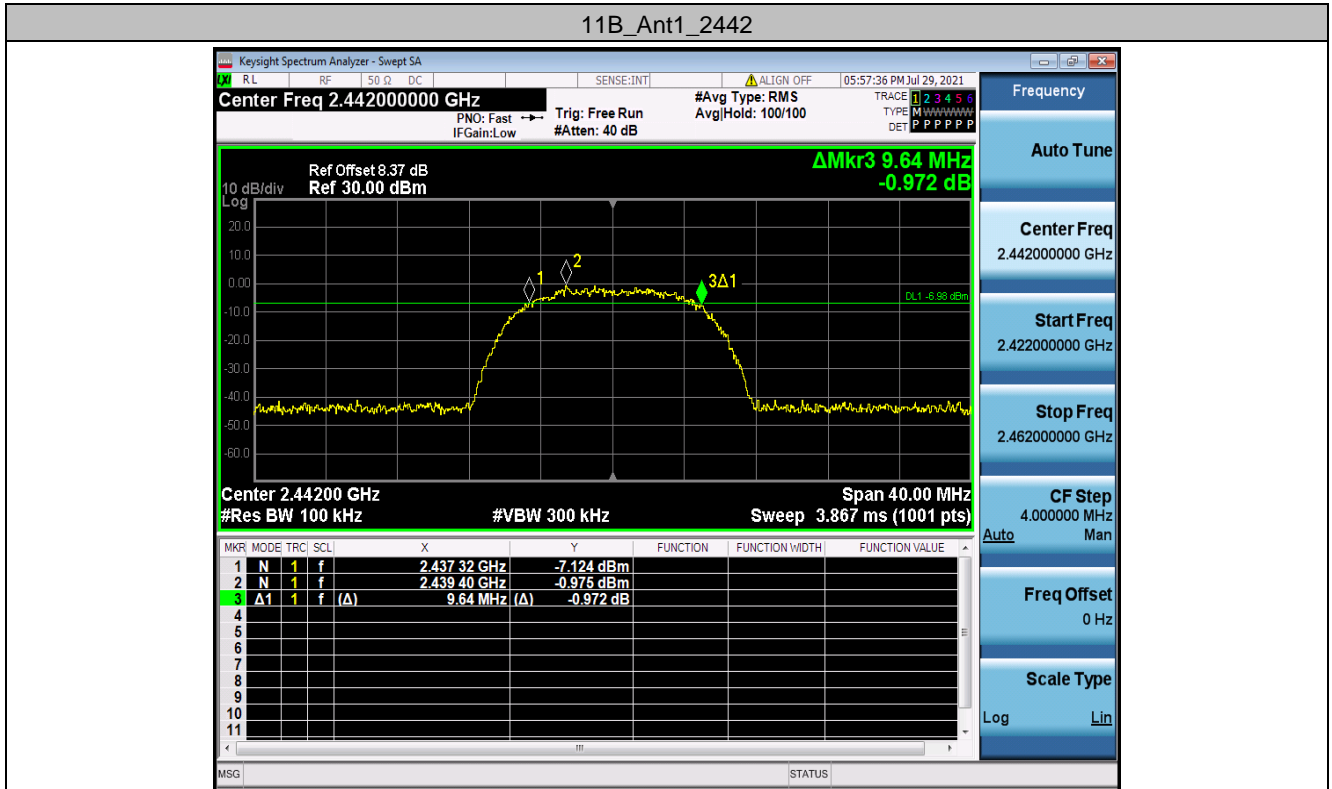 11B_Ant1_2442
Keysight Spectrum Analyzer - Swept SA
LXI RL RF 50 Ω DC SENSE:INT ALIGN OFF 05:57:36 PM Jul 29, 2021
Center Freq 2.442000000 GHz
PNO: Fast
IFGain:Low
Trig: Free Run
#Atten: 40 dB
#Avg Type: RMS
Avg|Hold: 100/100
TRACE 1 2 3 4 5 6
TYPE M WWWWW
DET P P P P P P
Frequency
Auto Tune
Center Freq
2.442000000 GHz
Start Freq
2.422000000 GHz
Stop Freq
2.462000000 GHz
CF Step
4.000000 MHz
Auto Man
Freq Offset
0 Hz
Scale Type
Log Lin
ΔMkr3 9.64 MHz
-0.972 dB
Ref Offset 8.37 dB
10 dB/div Ref 30.00 dBm
Log
20.0
10.0
0.00
-10.0
-20.0
-30.0
-40.0
-50.0
-60.0
1
2
3Δ1
DL1 -6.98 dBm
Center 2.44200 GHz Span 40.00 MHz
#Res BW 100 kHz #VBW 300 kHz Sweep 3.867 ms (1001 pts)
MKR MODE TRC SCL X Y FUNCTION FUNCTION WIDTH FUNCTION VALUE
1 N 1 f 2.437 32 GHz -7.124 dBm
2 N 1 f 2.439 40 GHz -0.975 dBm
3 Δ1 1 f (Δ) 9.64 MHz (Δ) -0.972 dB
4
5
6
7
8
9
10
11
MSG STATUS